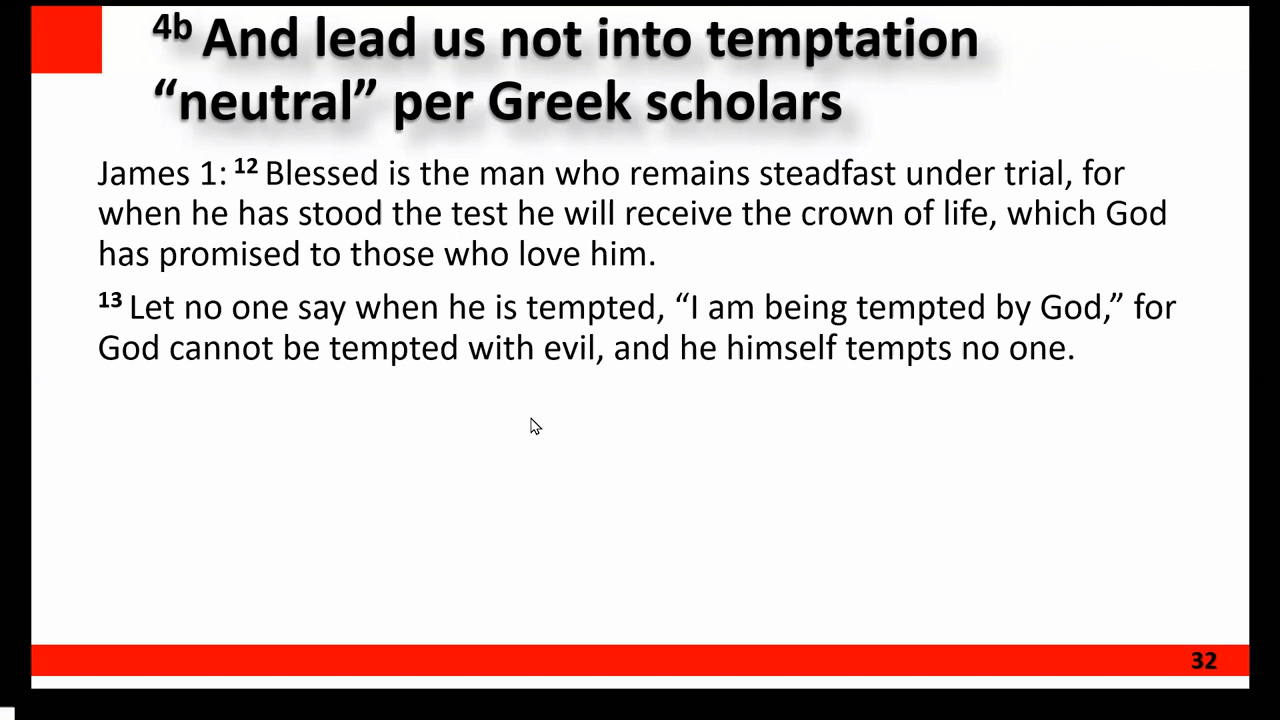 4b And lead us not into temptation
“neutral” per Greek scholars
James 1: 12 Blessed is the man who remains steadfast under trial, for
when he has stood the test he will receive the crown of life, which God
has promised to those who love him.
13 Let no one say when he is tempted, “I am being tempted by God,” for
God cannot be tempted with evil, and he himself tempts no one.
32